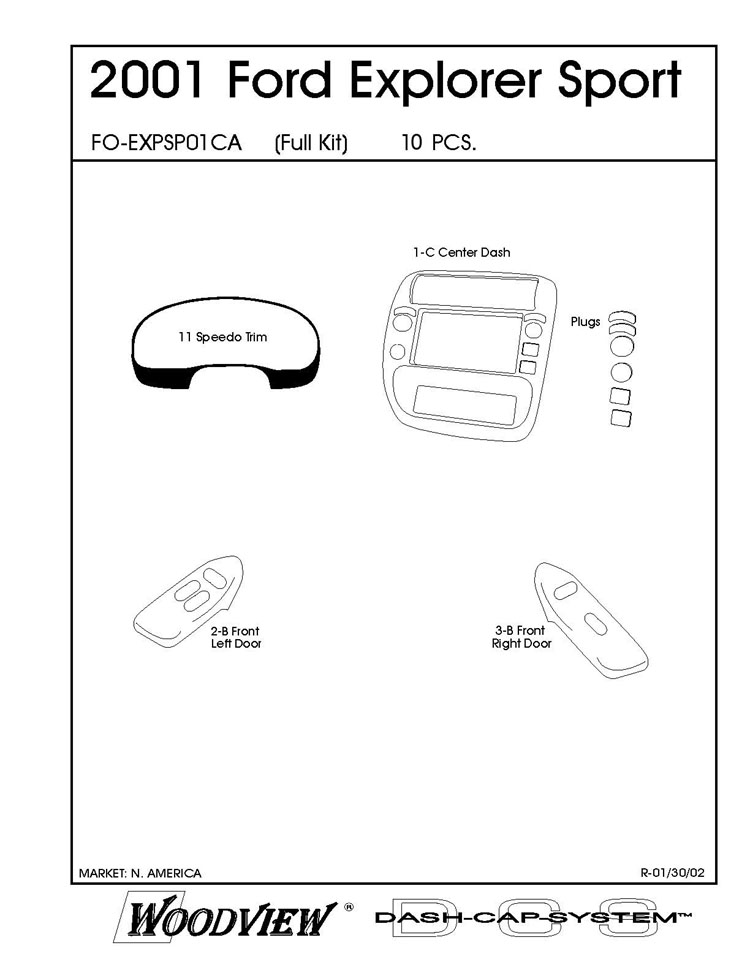 2001 Ford Explorer Sport
FO-EXPSP01CA (Full Kit) 10 PCS.
1-C Center Dash
Plugs
11 Speedo Trim
2-B Front
Left Door
3-B Front
Right Door
MARKET: N. AMERICA R-01/30/02
WOODVIEW ® DCS DASH-CAP-SYSTEM™